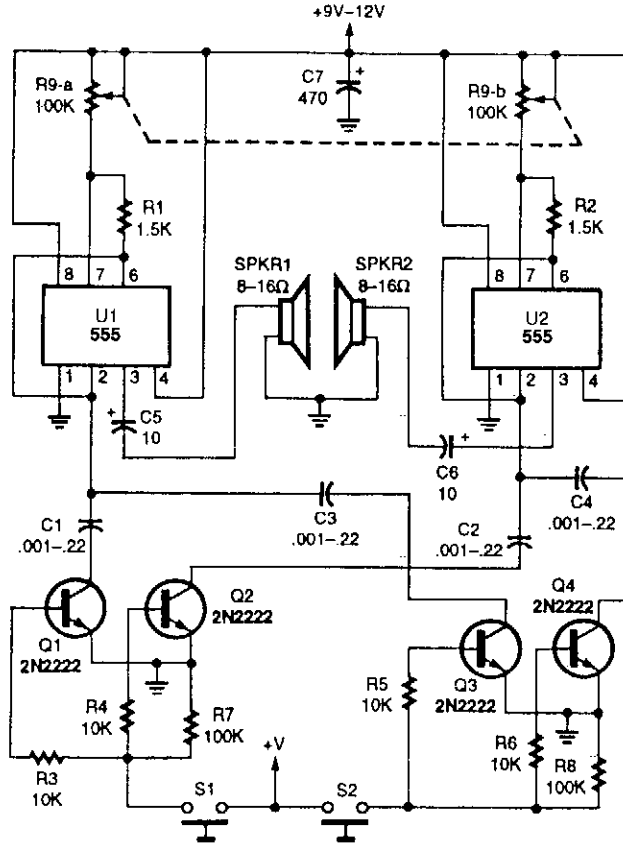 +9V–12V
R9-a
100K
C7
470
+
R9-b
100K
R1
1.5K
R2
1.5K
SPKR1
8–16Ω
SPKR2
8–16Ω
8 7 6
U1
555
1 2 3 4
8 7 6
U2
555
1 2 3 4
+
C5
10
+
C6
10
C1
.001–.22
C3
.001–.22
C2
.001–.22
C4
.001–.22
Q1
2N2222
Q2
2N2222
Q3
2N2222
Q4
2N2222
R4
10K
R7
100K
R5
10K
R6
10K
R8
100K
R3
10K
+V
S1
S2